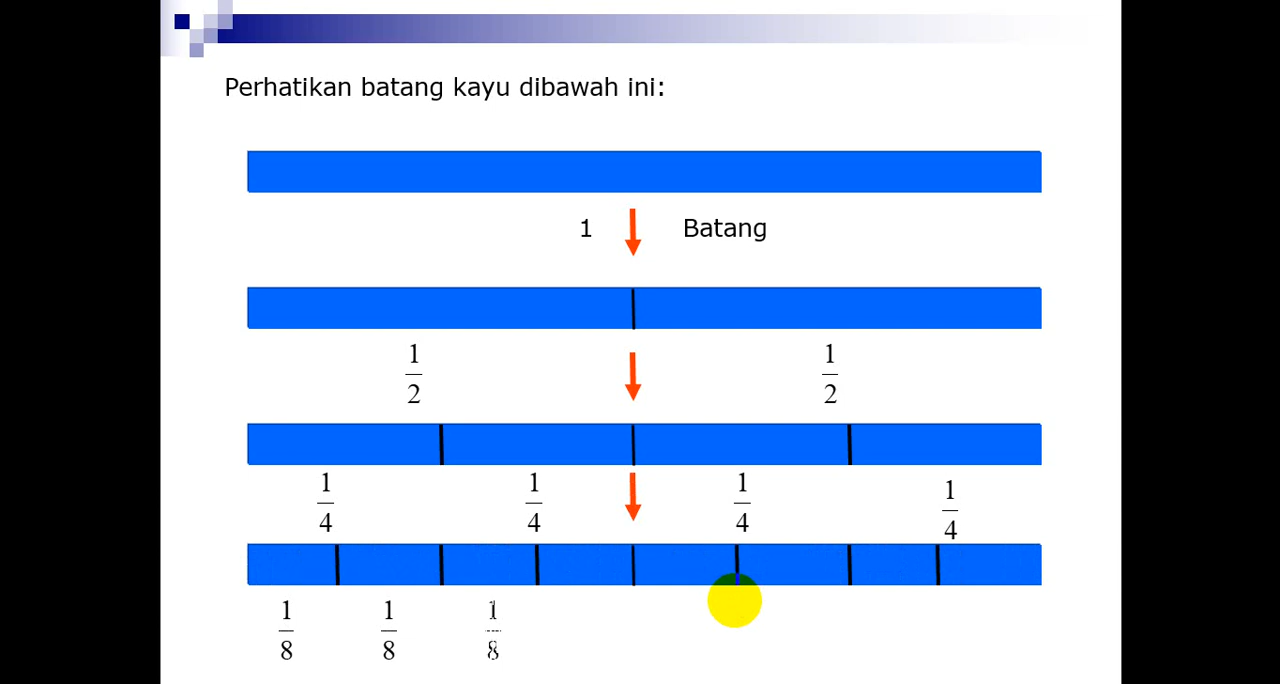 Perhatikan batang kayu dibawah ini:
1 Batang
1/2 1/2
1/4 1/4 1/4 1/4
1/8 1/8 1/8